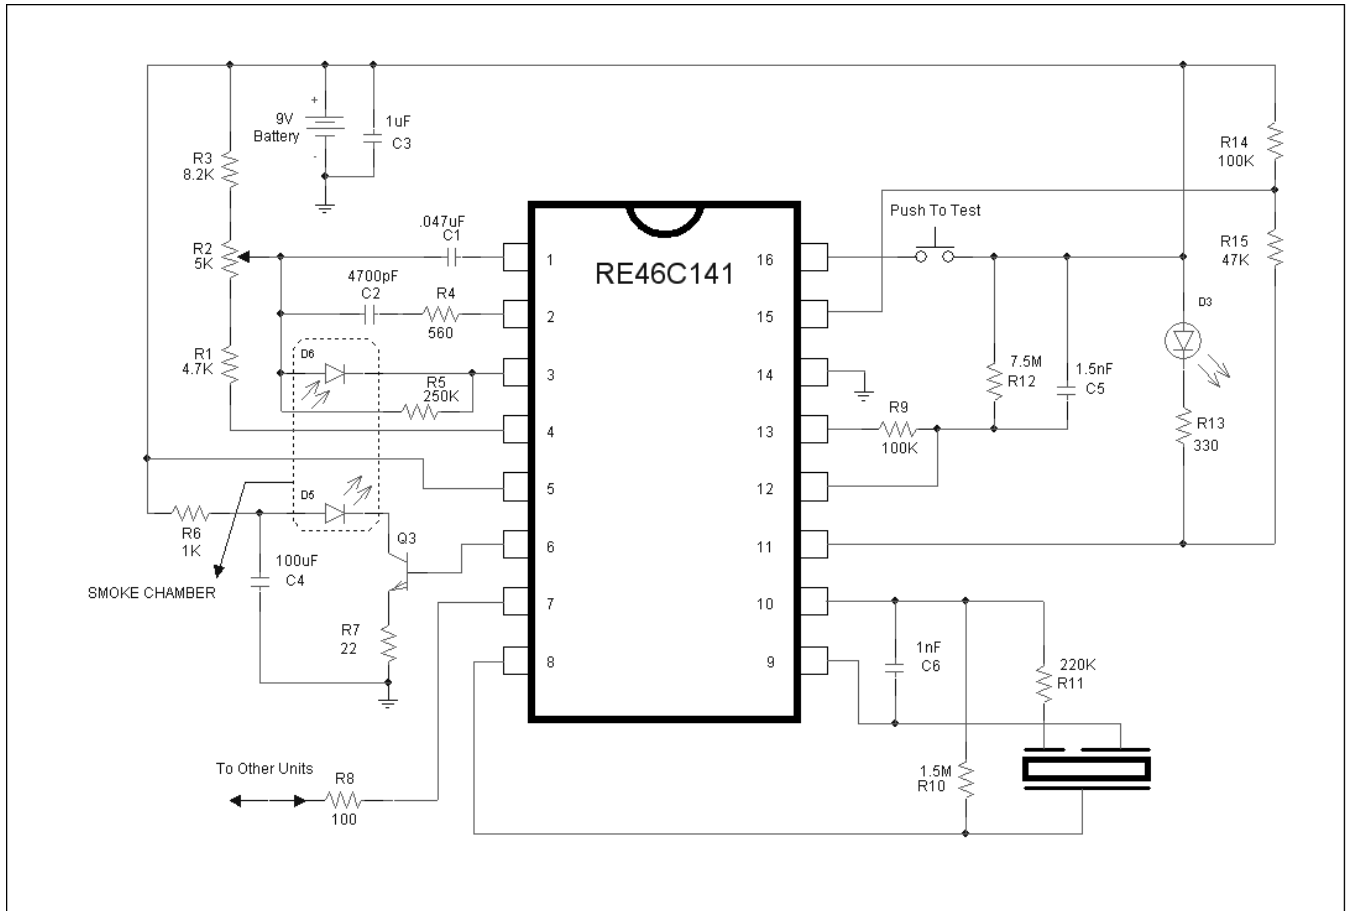 +
9V
Battery
-
1uF
C3
R3
8.2K
R2
5K
R1
4.7K
.047uF
C1
4700pF
C2
R4
560
D6
R5
250K
D5
R6
1K
100uF
C4
Q3
SMOKE CHAMBER
R7
22
To Other Units
R8
100
RE46C141
1
2
3
4
5
6
7
8
16
15
14
13
12
11
10
9
Push To Test
R14
100K
R15
47K
D3
7.5M
R12
1.5nF
C5
R9
100K
R13
330
1nF
C6
220K
R11
1.5M
R10